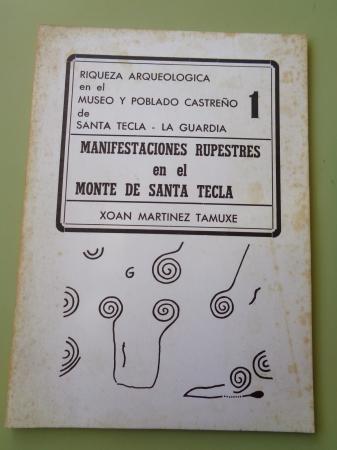 RIQUEZA ARQUEOLOGICA
en el
MUSEO Y POBLADO CASTREÑO 1
de
SANTA TECLA - LA GUARDIA
MANIFESTACIONES RUPESTRES
en el
MONTE DE SANTA TECLA
XOAN MARTINEZ TAMUXE
G